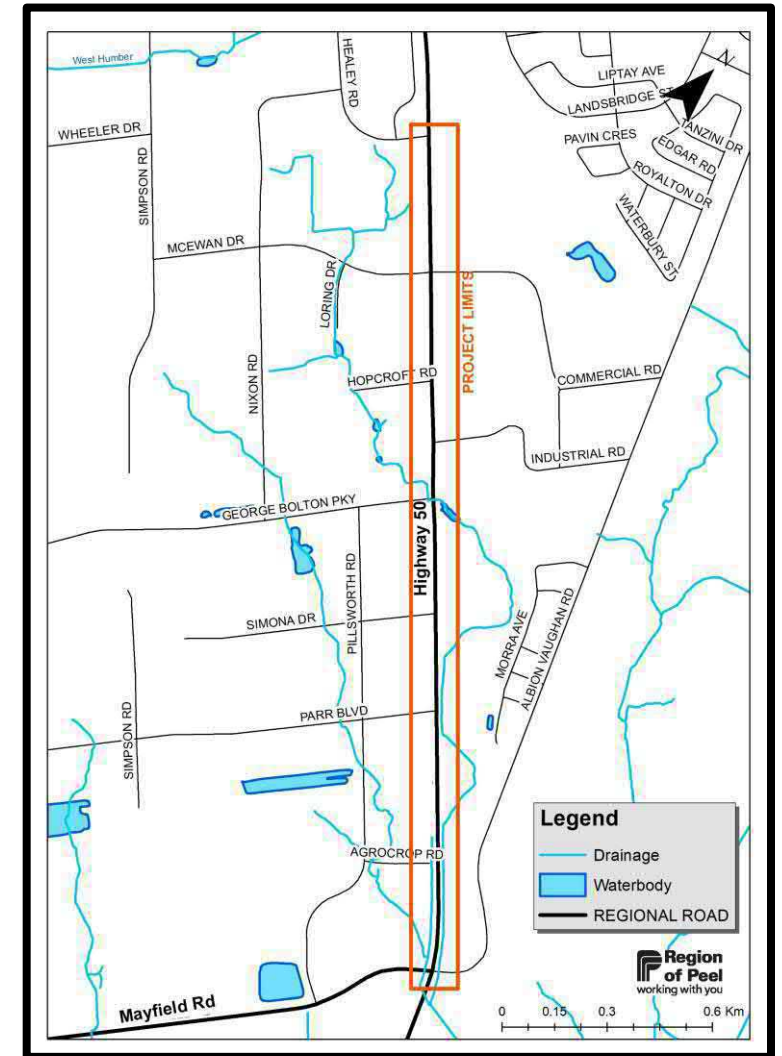 West Humber
HEALEY RD
LIPTAY AVE
LANDSBRIDGE ST
N
WHEELER DR
SIMPSON RD
PAVIN CRES
TANZINI DR
EDGAR RD
ROYALTON DR
WATERBURY ST
MCEWAN DR
LORING DR
PROJECT LIMITS
NIXON RD
HOPCROFT RD
COMMERCIAL RD
INDUSTRIAL RD
GEORGE BOLTON PKY
Highway 50
PILLSWORTH RD
SIMONA DR
MORRA AVE
ALBION VAUGHAN RD
PARR BLVD
SIMPSON RD
AGROCROP RD
Legend
Drainage
Waterbody
REGIONAL ROAD
Region
of Peel
working with you
Mayfield Rd
0 0.15 0.3 0.6 Km